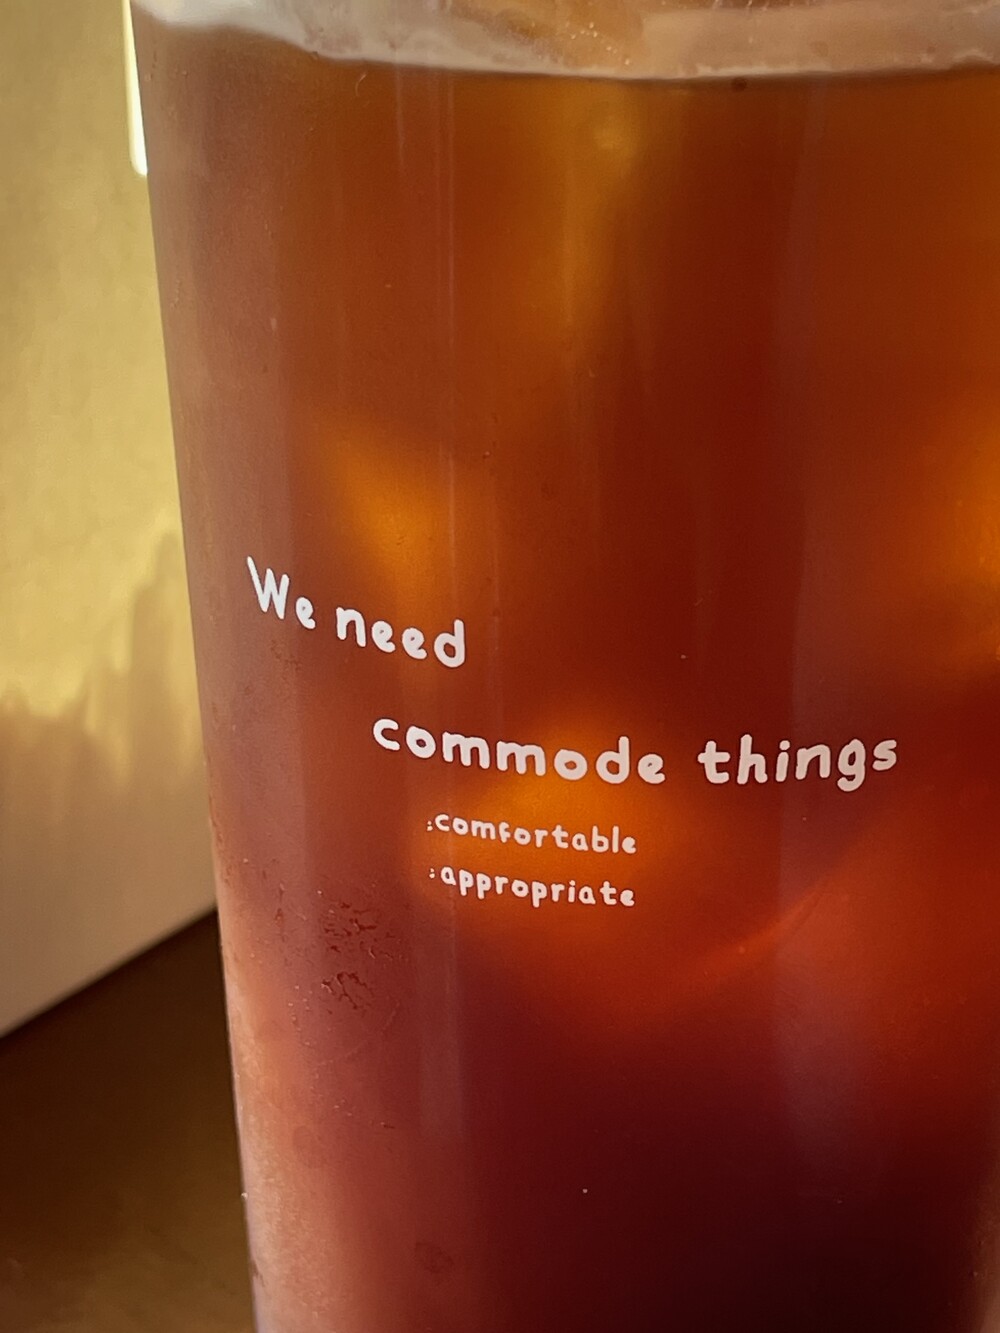 We need
commode things
:comfortable
:appropriate